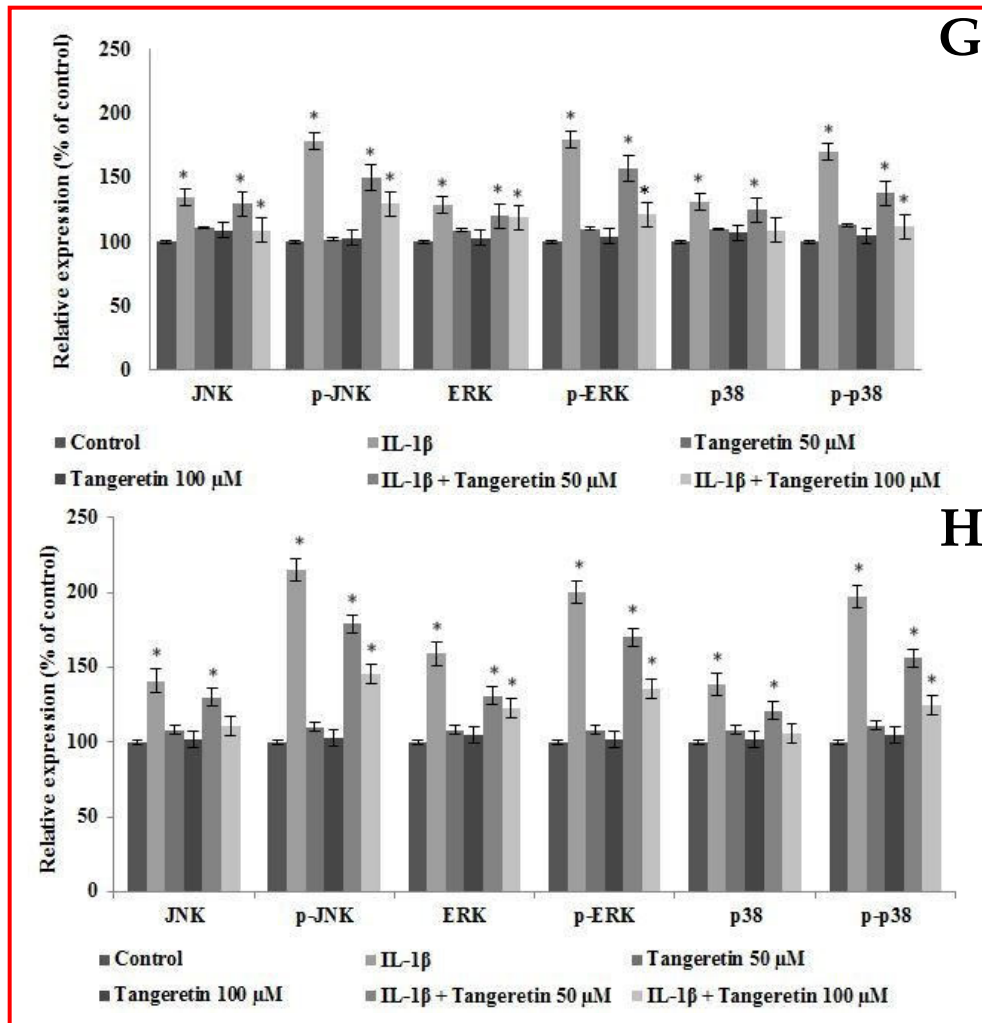 G
250
200
150
100
50
0
Relative expression (% of control)
* * * * * * * * * * * * * * * *
JNK p-JNK ERK p-ERK p38 p-p38
Control IL-1β Tangeretin 50 µM
Tangeretin 100 µM IL-1β + Tangeretin 50 µM IL-1β + Tangeretin 100 µM
H
250
200
150
100
50
0
Relative expression (% of control)
* * * * * * * * * * * * * * * *
JNK p-JNK ERK p-ERK p38 p-p38
Control IL-1β Tangeretin 50 µM
Tangeretin 100 µM IL-1β + Tangeretin 50 µM IL-1β + Tangeretin 100 µM